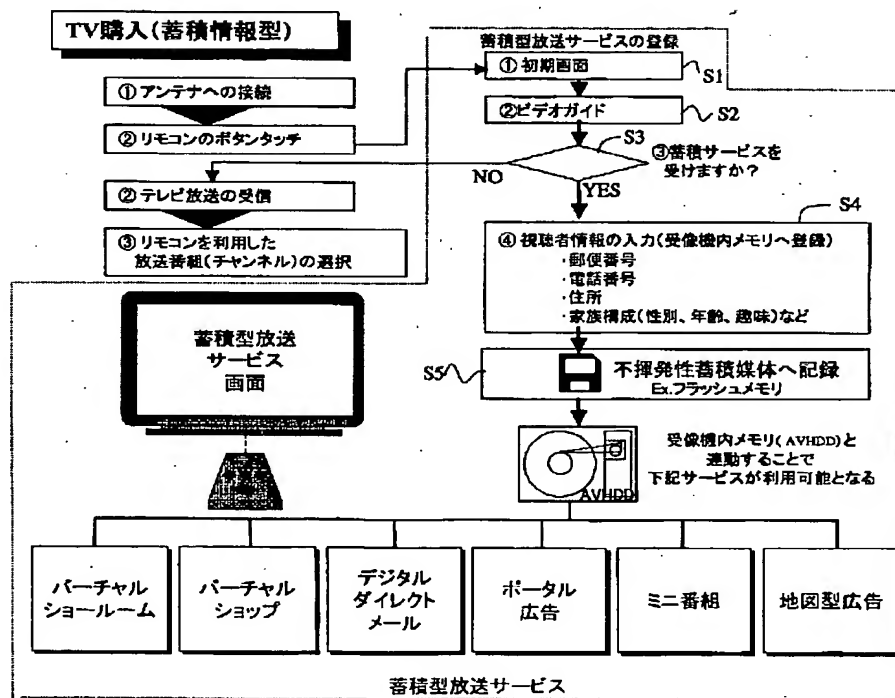 TV購入(蓄積情報型)
①アンテナへの接続
②リモコンのボタンタッチ
②テレビ放送の受信
③リモコンを利用した
放送番組(チャンネル)の選択
蓄積型放送サービスの登録
①初期画面
S1
②ビデオガイド
S2
S3
③蓄積サービスを
受けますか?
NO
YES
S4
④視聴者情報の入力(受像機内メモリへ登録)
・郵便番号
・電話番号
・住所
・家族構成(性別、年齢、趣味)など
S5
不揮発性蓄積媒体へ記録
Ex.フラッシュメモリ
AVHDD
受像機内メモリ(AVHDD)と
連動することで
下記サービスが利用可能となる
蓄積型放送
サービス
画面
バーチャル
ショールーム
バーチャル
ショップ
デジタル
ダイレクト
メール
ポータル
広告
ミニ番組
地図型広告
蓄積型放送サービス